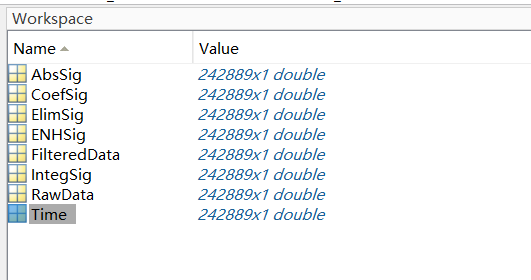 Workspace
Name Value
AbsSig 242889x1 double
CoefSig 242889x1 double
ElimSig 242889x1 double
ENHSig 242889x1 double
FilteredData 242889x1 double
IntegSig 242889x1 double
RawData 242889x1 double
Time 242889x1 double